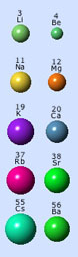 3 4
Li Be
11 12
Na Mg
19 20
K Ca
37 38
Rb Sr
55 56
Cs Ba